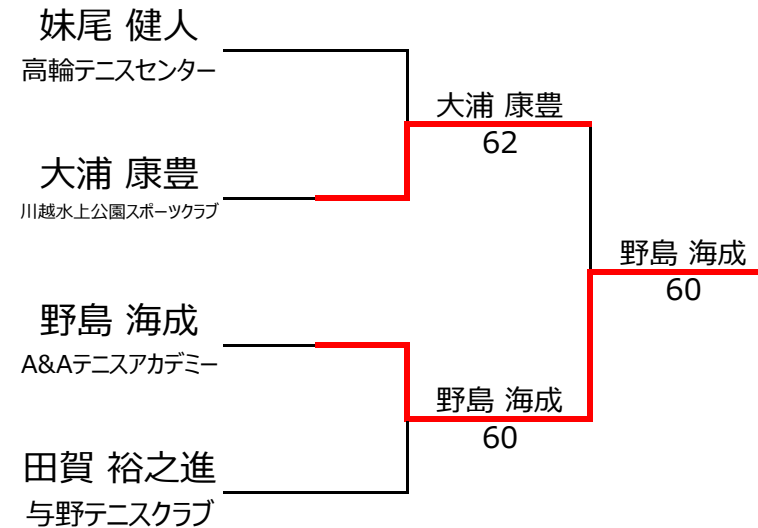 妹尾 健人
高輪テニスセンター
大浦 康豊
62
大浦 康豊
川越水上公園スポーツクラブ
野島 海成
60
野島 海成
A&Aテニスアカデミー
野島 海成
60
田賀 裕之進
与野テニスクラブ